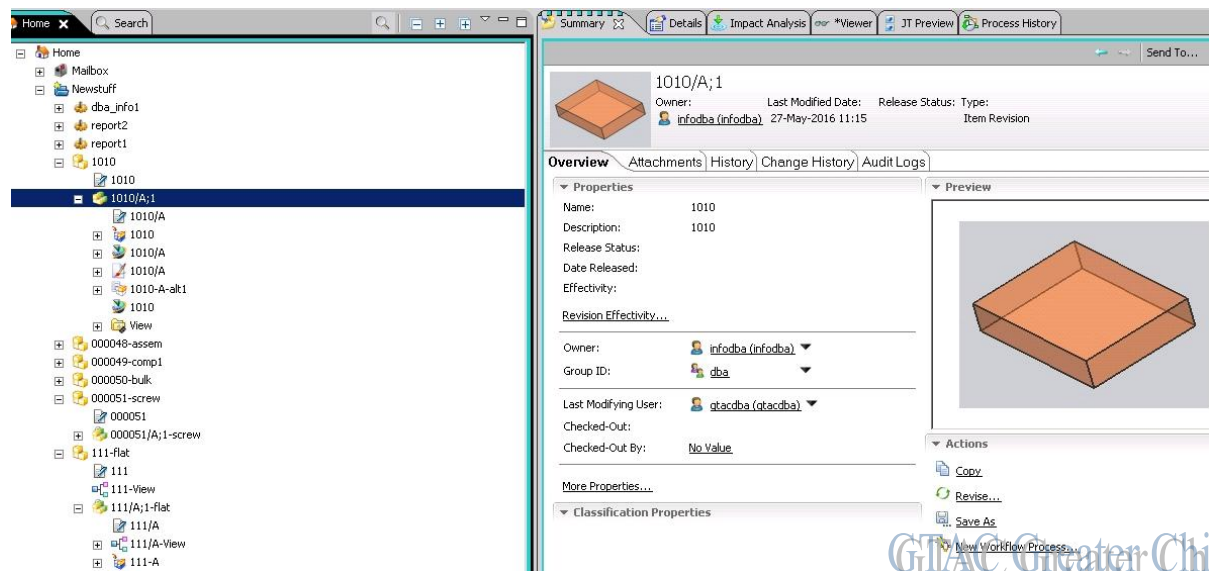 Home
Search
Home
Mailbox
Newstuff
dba_info1
report2
report1
1010
1010
1010/A;1
1010/A
1010
1010/A
1010/A
1010-A-alt1
1010
View
000048-assem
000049-comp1
000050-bulk
000051-screw
000051
000051/A;1-screw
111-flat
111
111-View
111/A;1-flat
111/A
111/A-View
111-A
Summary
Details
Impact Analysis
*Viewer
JT Preview
Process History
Send To...
1010/A;1
Owner: Last Modified Date: Release Status: Type:
infodba (infodba) 27-May-2016 11:15 Item Revision
Overview Attachments History Change History Audit Logs
Properties
Name: 1010
Description: 1010
Release Status:
Date Released:
Effectivity:
Revision Effectivity...
Owner: infodba (infodba)
Group ID: dba
Last Modifying User: gtacdba (gtacdba)
Checked-Out:
Checked-Out By: No Value
More Properties...
Classification Properties
Preview
Actions
Copy
Revise...
Save As
New Workflow Process...
GTAC Greater Chi